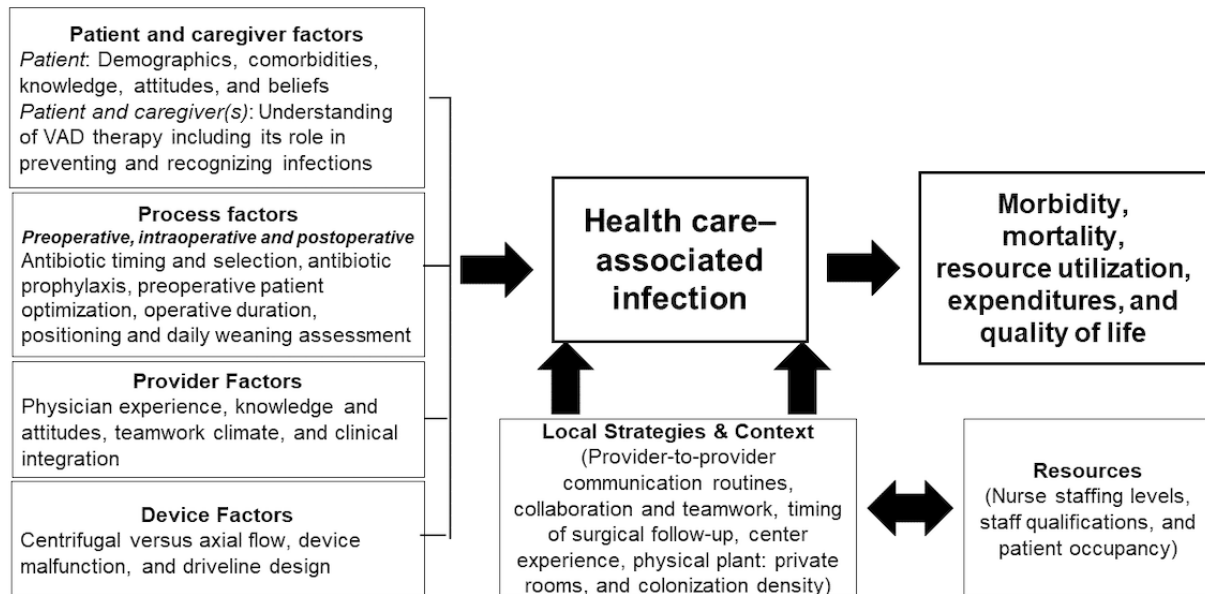 Patient and caregiver factors
Patient: Demographics, comorbidities,
knowledge, attitudes, and beliefs
Patient and caregiver(s): Understanding
of VAD therapy including its role in
preventing and recognizing infections
Process factors
Preoperative, intraoperative and postoperative
Antibiotic timing and selection, antibiotic
prophylaxis, preoperative patient
optimization, operative duration,
positioning and daily weaning assessment
Provider Factors
Physician experience, knowledge and
attitudes, teamwork climate, and clinical
integration
Device Factors
Centrifugal versus axial flow, device
malfunction, and driveline design
Health care–
associated
infection
Morbidity,
mortality,
resource utilization,
expenditures, and
quality of life
Local Strategies & Context
(Provider-to-provider
communication routines,
collaboration and teamwork, timing
of surgical follow-up, center
experience, physical plant: private
rooms, and colonization density)
Resources
(Nurse staffing levels,
staff qualifications, and
patient occupancy)